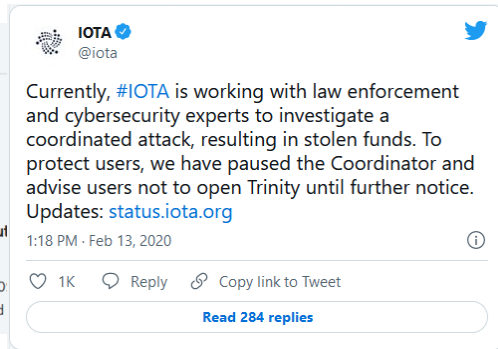 IOTA
@iota
Currently, #IOTA is working with law enforcement
and cybersecurity experts to investigate a
coordinated attack, resulting in stolen funds. To
protect users, we have paused the Coordinator and
advise users not to open Trinity until further notice.
Updates: status.iota.org
1:18 PM · Feb 13, 2020
1K Reply Copy link to Tweet
Read 284 replies